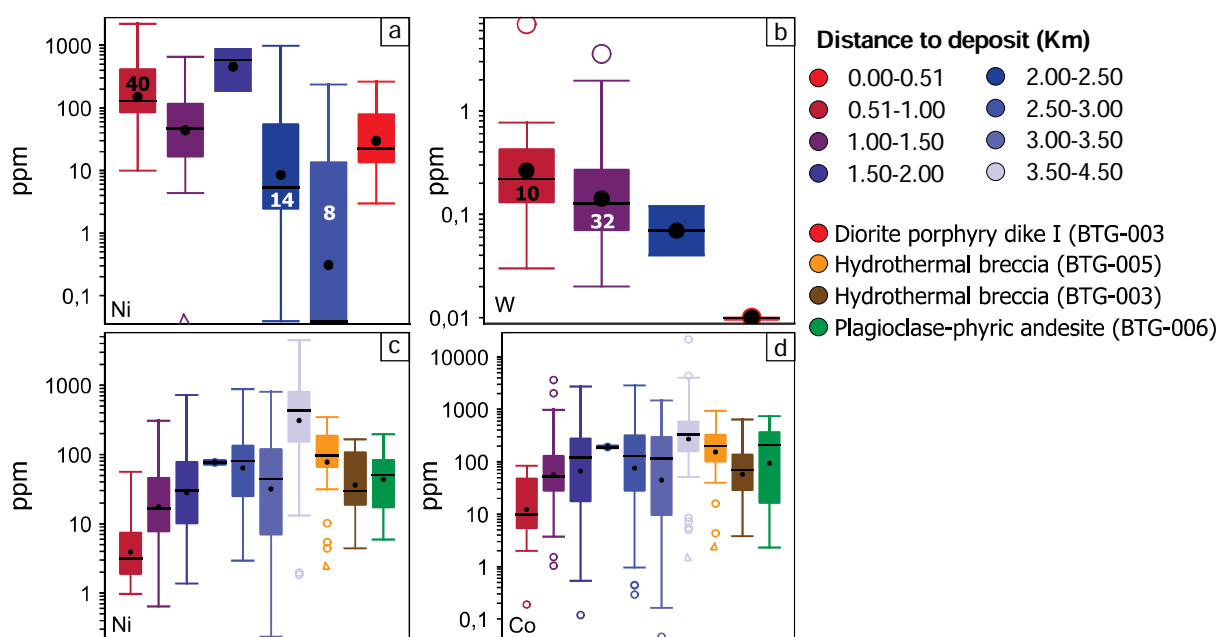 a
1000
100
10
1
0,1
ppm
40
14
8
Ni
b
1
0,1
0,01
ppm
10
32
W
Distance to deposit (Km)
0.00-0.51
2.00-2.50
0.51-1.00
2.50-3.00
1.00-1.50
3.00-3.50
1.50-2.00
3.50-4.50
Diorite porphyry dike I (BTG-003
Hydrothermal breccia (BTG-005)
Hydrothermal breccia (BTG-003)
Plagioclase-phyric andesite (BTG-006)
c
1000
100
10
1
ppm
Ni
d
10000
1000
100
10
1
0,1
ppm
Co